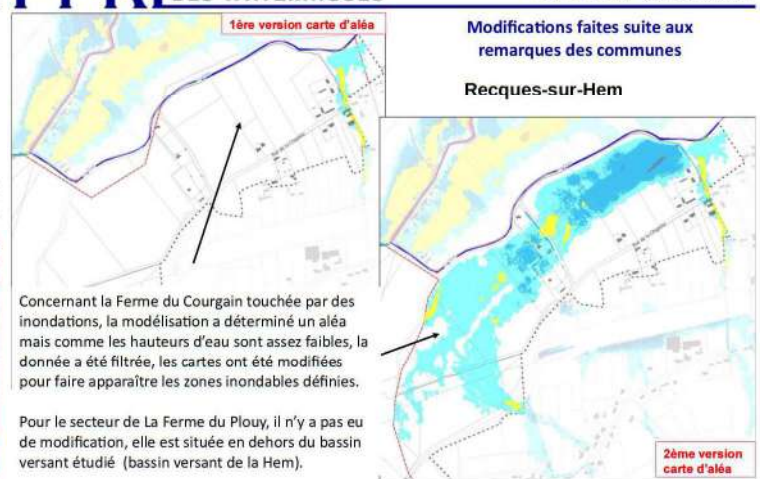 1ère version carte d'aléa
Modifications faites suite aux
remarques des communes
Recques-sur-Hem
Concernant la Ferme du Courgain touchée par des
inondations, la modélisation a déterminé un aléa
mais comme les hauteurs d'eau sont assez faibles, la
donnée a été filtrée, les cartes ont été modifiées
pour faire apparaître les zones inondables définies.
Pour le secteur de La Ferme du Plouy, il n'y a pas eu
de modification, elle est située en dehors du bassin
versant étudié (bassin versant de la Hem).
2ème version
carte d'aléa